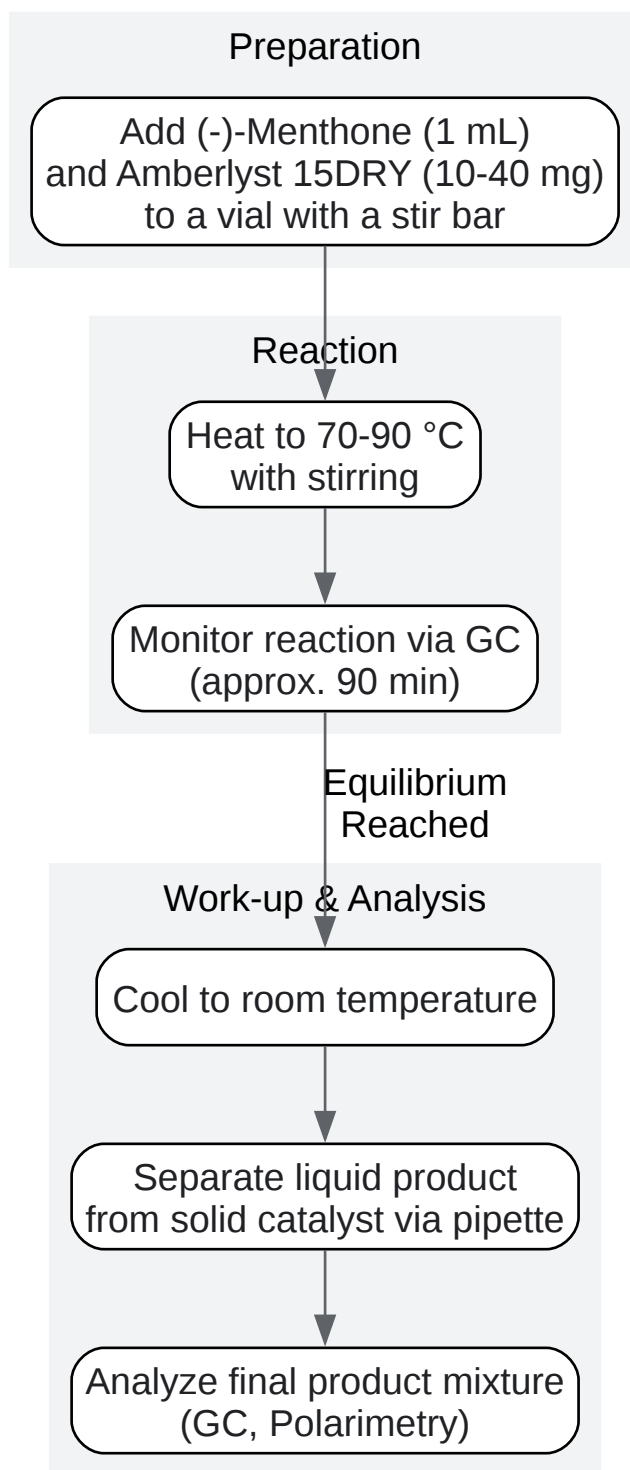 Preparation
Add (-)-Menthone (1 mL)
and Amberlyst 15DRY (10-40 mg)
to a vial with a stir bar
Reaction
Heat to 70-90 °C
with stirring
Monitor reaction via GC
(approx. 90 min)
Equilibrium
Reached
Work-up & Analysis
Cool to room temperature
Separate liquid product
from solid catalyst via pipette
Analyze final product mixture
(GC, Polarimetry)